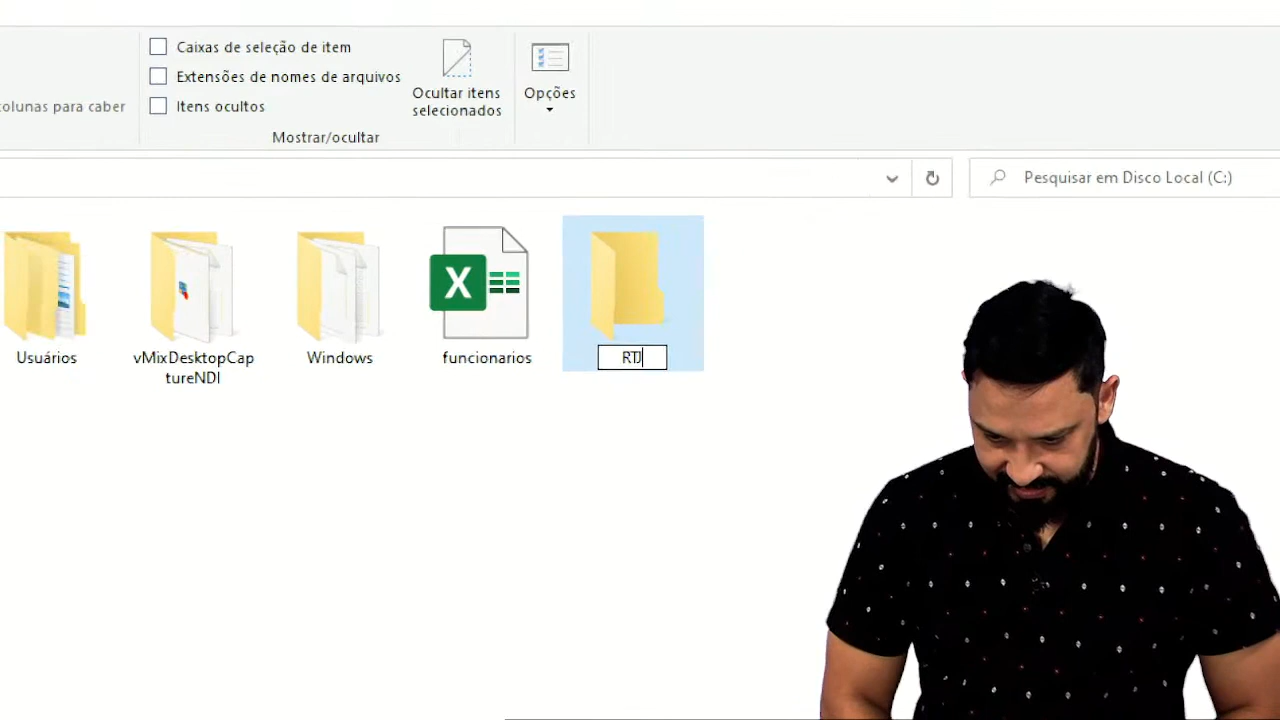 Caixas de seleção de item
Extensões de nomes de arquivos
Itens ocultos
olunas para caber
Ocultar itens
selecionados
Opções
Mostrar/ocultar
Pesquisar em Disco Local (C:)
X
Usuários
vMixDesktopCap
tureNDI
Windows
funcionarios
RTJ